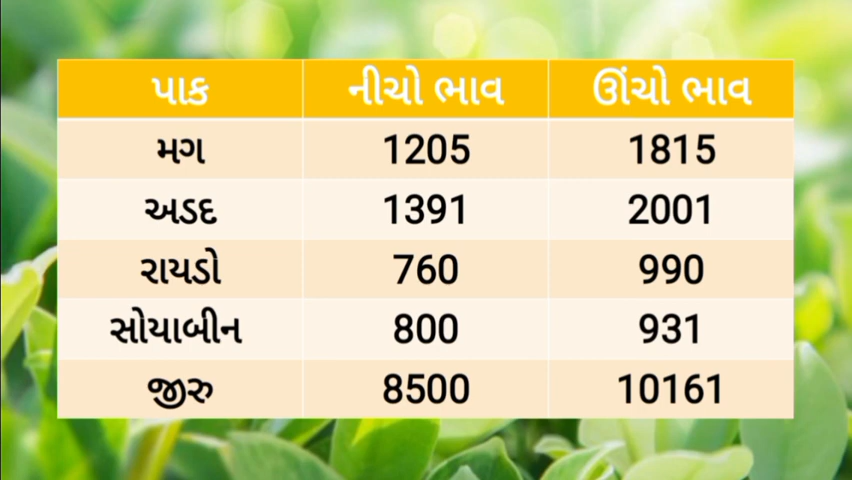 પાક નીચો ભાવ ઊંચો ભાવ
મગ 1205 1815
અડદ 1391 2001
રાયડો 760 990
સોયાબીન 800 931
જીરુ 8500 10161